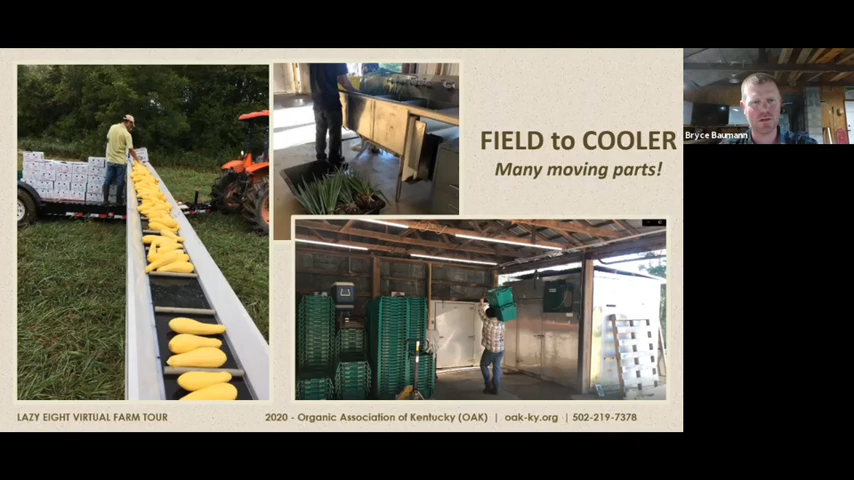 FIELD to COOLER
Many moving parts!
Bryce Baumann
LAZY EIGHT VIRTUAL FARM TOUR
2020 - Organic Association of Kentucky (OAK) | oak-ky.org | 502-219-7378